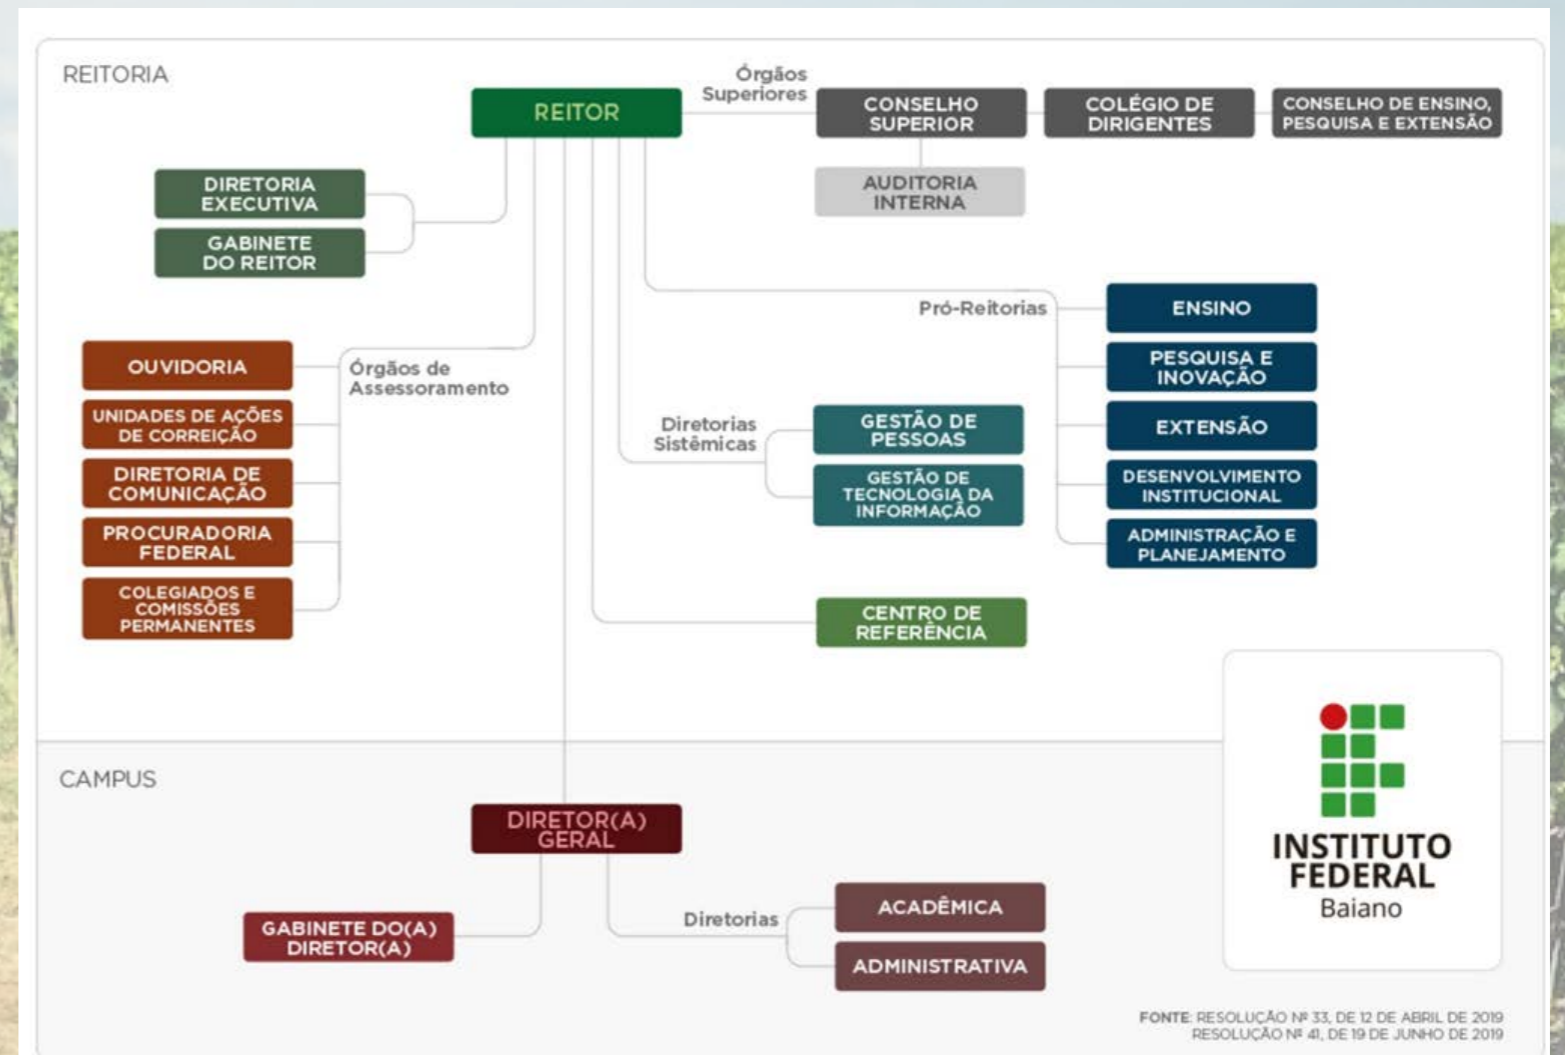 REITORIA
REITOR
Órgãos
Superiores
CONSELHO
SUPERIOR
COLÉGIO DE
DIRIGENTES
CONSELHO DE ENSINO,
PESQUISA E EXTENSÃO
AUDITORIA
INTERNA
DIRETORIA
EXECUTIVA
GABINETE
DO REITOR
Pró-Reitorias
ENSINO
PESQUISA E
INOVAÇÃO
EXTENSÃO
DESENVOLVIMENTO
INSTITUCIONAL
ADMINISTRAÇÃO E
PLANEJAMENTO
Órgãos de
Assessoramento
OUVIDORIA
UNIDADES DE AÇÕES
DE CORREIÇÃO
DIRETORIA DE
COMUNICAÇÃO
PROCURADORIA
FEDERAL
COLEGIADOS E
COMISSÕES
PERMANENTES
Diretorias
Sistêmicas
GESTÃO DE
PESSOAS
GESTÃO DE
TECNOLOGIA DA
INFORMAÇÃO
CENTRO DE
REFERÊNCIA
CAMPUS
DIRETOR(A)
GERAL
GABINETE DO(A)
DIRETOR(A)
Diretorias
ACADÊMICA
ADMINISTRATIVA
INSTITUTO
FEDERAL
Baiano
FONTE: RESOLUÇÃO Nº 33, DE 12 DE ABRIL DE 2019
RESOLUÇÃO Nº 41, DE 19 DE JUNHO DE 2019